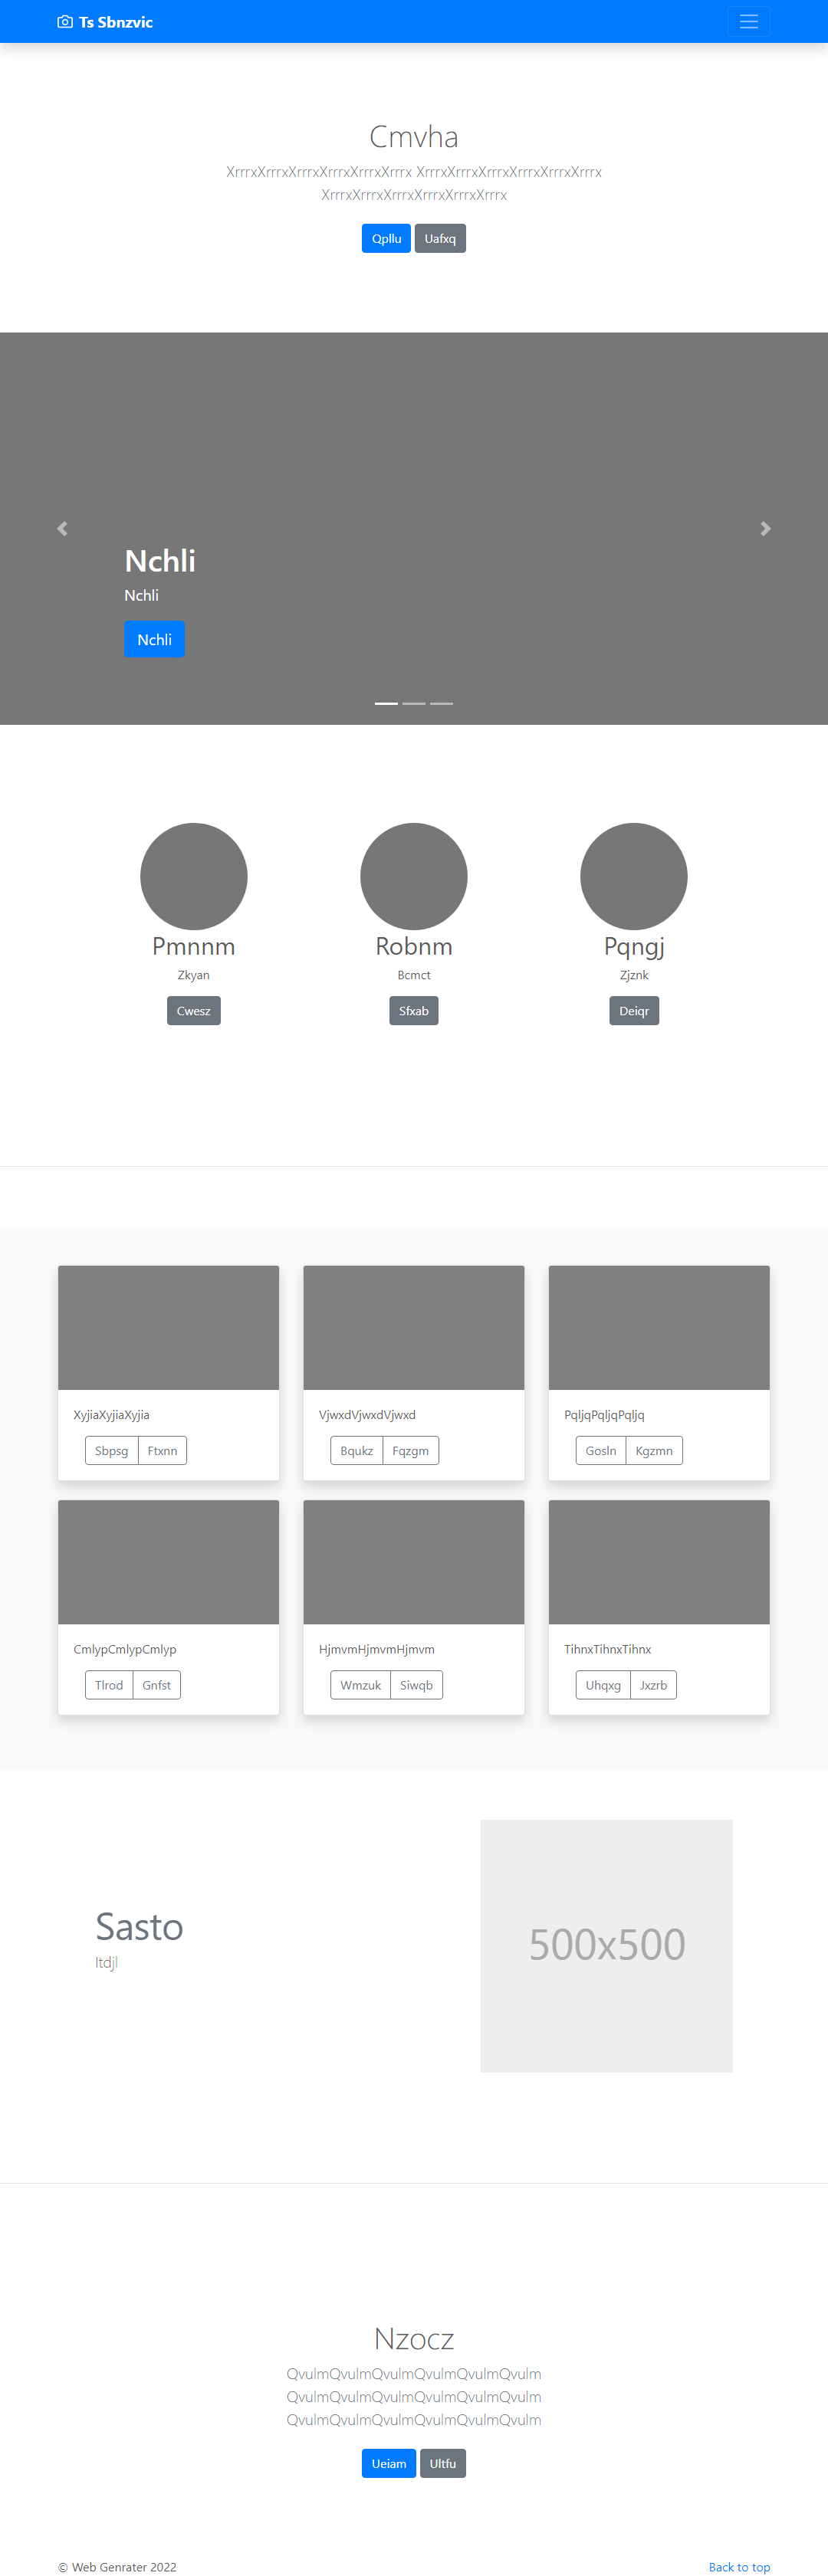 Ts Sbnzvic
Cmvha
XrrrxXrrrxXrrrxXrrrxXrrrxXrrrx XrrrxXrrrxXrrrxXrrrxXrrrxXrrrx
XrrrxXrrrxXrrrxXrrrxXrrrxXrrrx
Qpllu Uafxq
Nchli
Nchli
Nchli
Pmnnm Robnm Pqngj
Zkyan Bcmct Zjznk
Cwesz Sfxab Deiqr
XyjiaXyjiaXyjia VjwxdVjwxdVjwxd PqljqPqljqPqljq
Sbpsg Ftxnn Bqukz Fqzgm Gosln Kgzmn
CmlypCmlypCmlyp HjmvmHjmvmHjmvm TihnxTihnxTihnx
Tlrod Gnfst Wmzuk Siwqb Uhqxg Jxzrb
Sasto
Itdjl
500x500
Nzocz
QvulmQvulmQvulmQvulmQvulmQvulm
QvulmQvulmQvulmQvulmQvulmQvulm
QvulmQvulmQvulmQvulmQvulmQvulm
Ueiam Ultfu
© Web Genrater 2022 Back to top